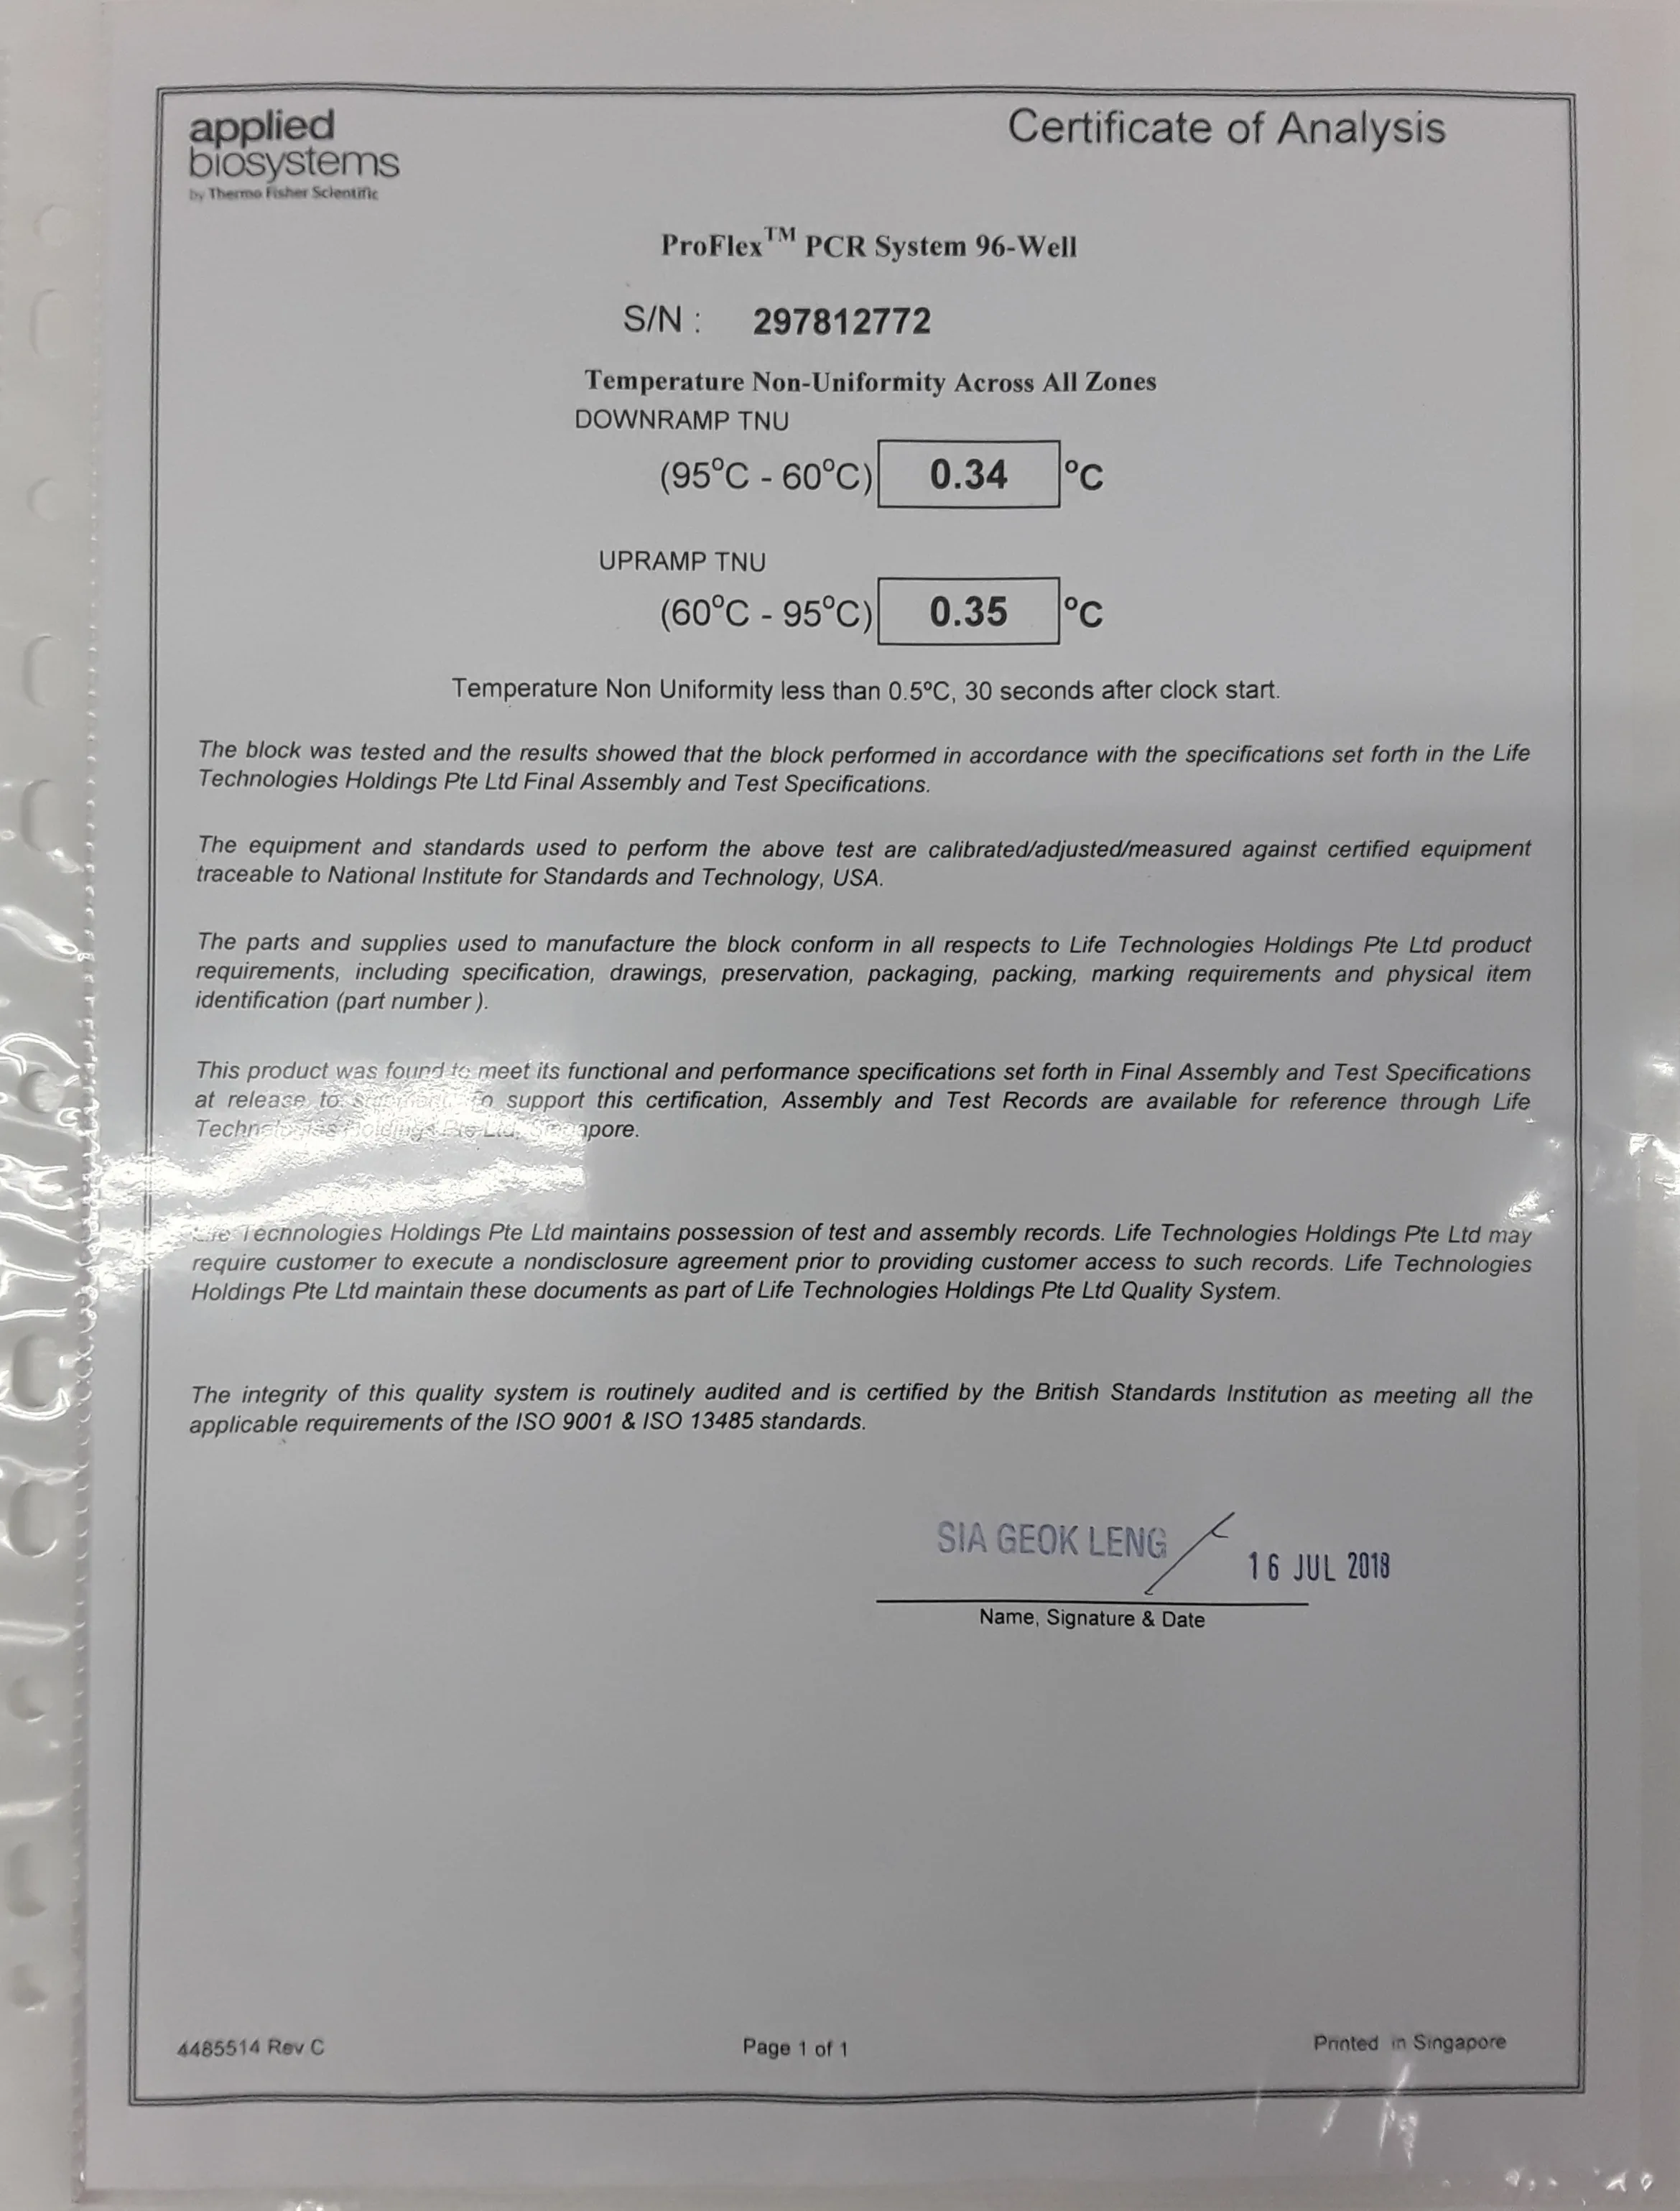 applied
biosystems
by Thermo Fisher Scientific
Certificate of Analysis
ProFlex™ PCR System 96-Well
S/N : 297812772
Temperature Non-Uniformity Across All Zones
DOWNRAMP TNU
(95ºC - 60ºC) 0.34 ºC
UPRAMP TNU
(60ºC - 95ºC) 0.35 ºC
Temperature Non Uniformity less than 0.5ºC, 30 seconds after clock start.
The block was tested and the results showed that the block performed in accordance with the specifications set forth in the Life
Technologies Holdings Pte Ltd Final Assembly and Test Specifications.
The equipment and standards used to perform the above test are calibrated/adjusted/measured against certified equipment
traceable to National Institute for Standards and Technology, USA.
The parts and supplies used to manufacture the block conform in all respects to Life Technologies Holdings Pte Ltd product
requirements, including specification, drawings, preservation, packaging, packing, marking requirements and physical item
identification (part number ).
This product was found to meet its functional and performance specifications set forth in Final Assembly and Test Specifications
at release to support this certification, Assembly and Test Records are available for reference through Life
Technologies Holdings Pte Ltd, Singapore.
Life Technologies Holdings Pte Ltd maintains possession of test and assembly records. Life Technologies Holdings Pte Ltd may
require customer to execute a nondisclosure agreement prior to providing customer access to such records. Life Technologies
Holdings Pte Ltd maintain these documents as part of Life Technologies Holdings Pte Ltd Quality System.
The integrity of this quality system is routinely audited and is certified by the British Standards Institution as meeting all the
applicable requirements of the ISO 9001 & ISO 13485 standards.
SIA GEOK LENG
16 JUL 2018
Name, Signature & Date
4485514 Rev C
Page 1 of 1
Printed in Singapore